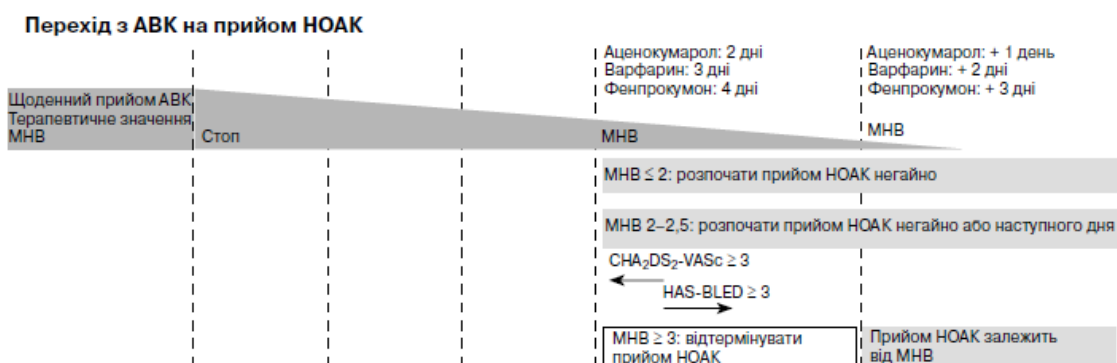 Перехід з АВК на прийом НОАК
Аценокумарол: 2 дні
Варфарин: 3 дні
Фенпрокумон: 4 дні
Аценокумарол: + 1 день
Варфарин: + 2 дні
Фенпрокумон: + 3 дні
Щоденний прийом АВК
Терапевтичне значення
МНВ
Стоп
МНВ
МНВ
МНВ ≤ 2: розпочати прийом НОАК негайно
МНВ 2–2,5: розпочати прийом НОАК негайно або наступного дня
CHA₂DS₂-VASc ≥ 3
HAS-BLED ≥ 3
МНВ ≥ 3: відтермінувати
прийом НОАК
Прийом НОАК залежить
від МНВ